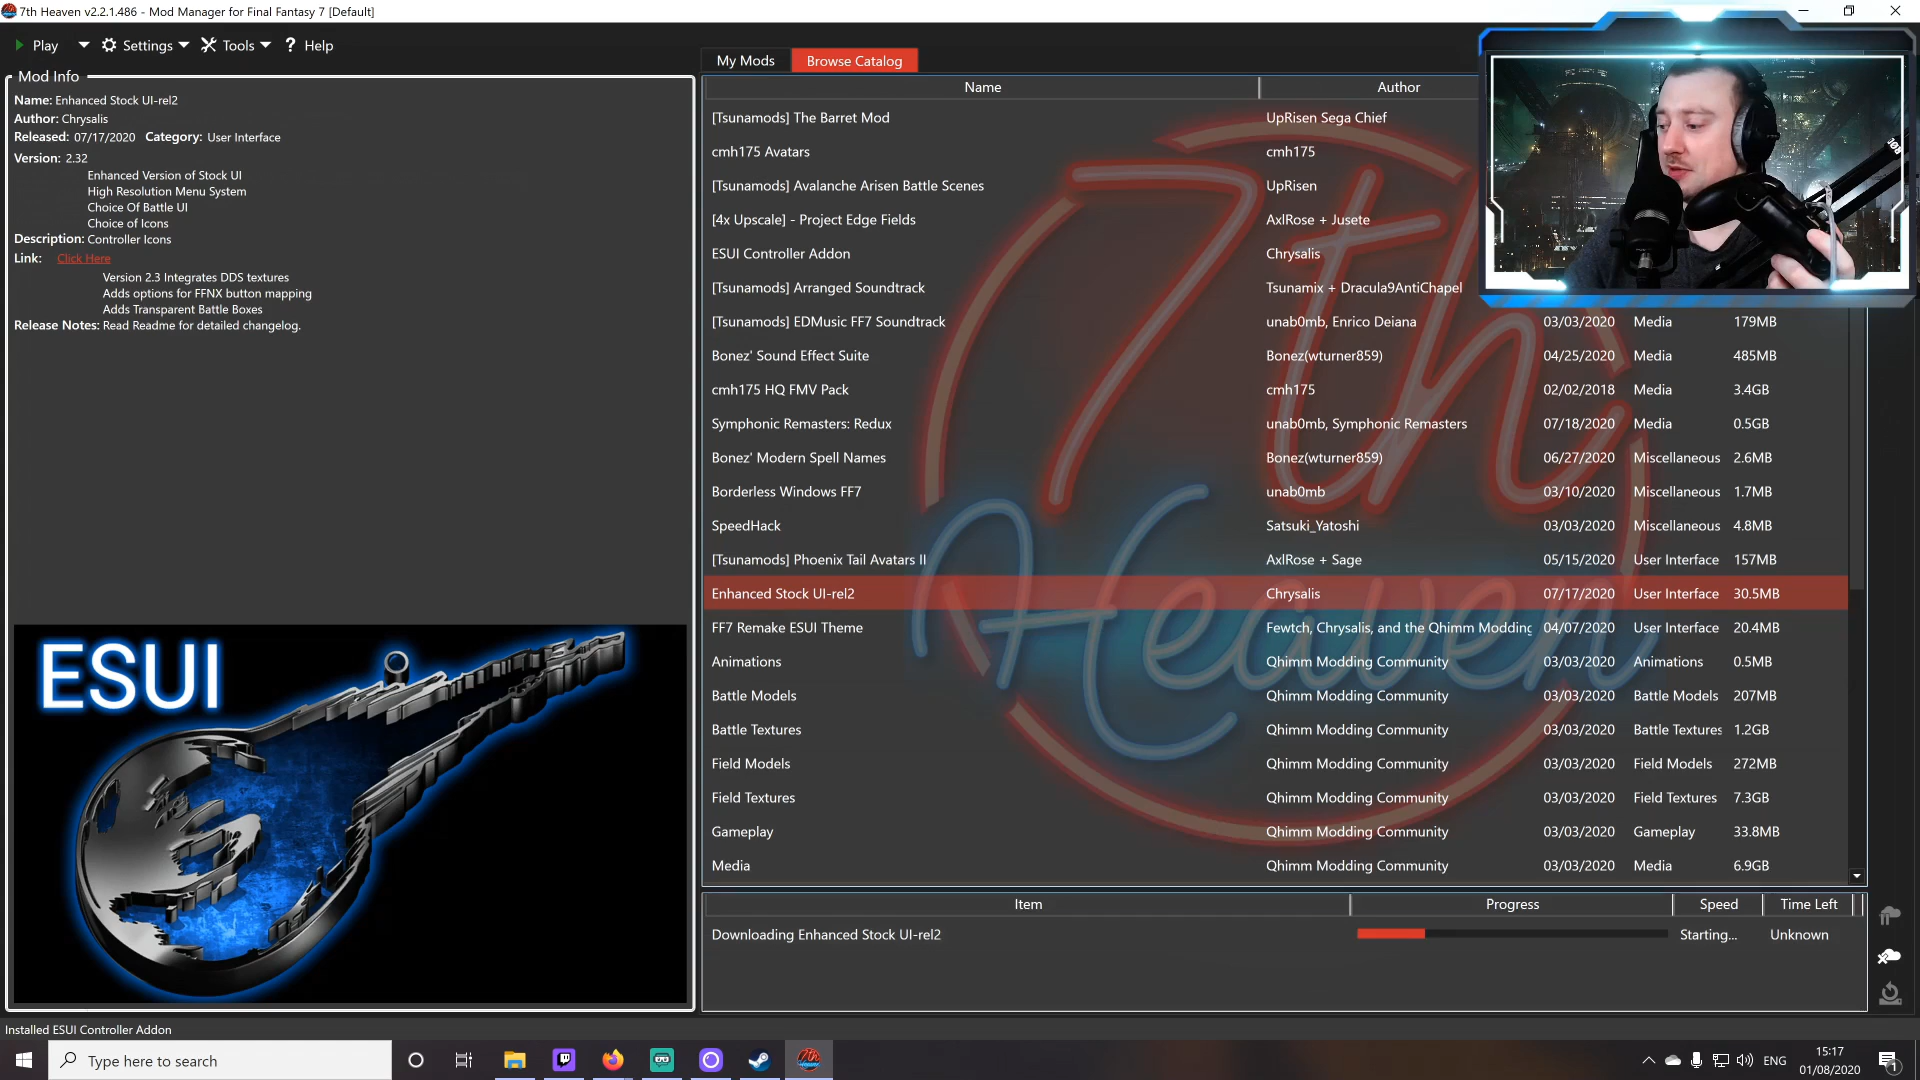 7th Heaven v2.2.1.486 - Mod Manager for Final Fantasy 7 [Default]
Play Settings Tools ? Help
My Mods Browse Catalog
Mod Info
Name: Enhanced Stock UI-rel2
Author: Chrysalis
Released: 07/17/2020 Category: User Interface
Version: 2.32
Enhanced Version of Stock UI
High Resolution Menu System
Choice Of Battle UI
Choice of Icons
Description: Controller Icons
Link: Click Here
Version 2.3 Integrates DDS textures
Adds options for FFNX button mapping
Adds Transparent Battle Boxes
Release Notes: Read Readme for detailed changelog.
ESUI
Name Author
[Tsunamods] The Barret Mod UpRisen Sega Chief
cmh175 Avatars cmh175
[Tsunamods] Avalanche Arisen Battle Scenes UpRisen
[4x Upscale] - Project Edge Fields AxlRose + Jusete
ESUI Controller Addon Chrysalis
[Tsunamods] Arranged Soundtrack Tsunamix + Dracula9AntiChapel
[Tsunamods] EDMusic FF7 Soundtrack unab0mb, Enrico Deiana 03/03/2020 Media 179MB
Bonez' Sound Effect Suite Bonez(wturner859) 04/25/2020 Media 485MB
cmh175 HQ FMV Pack cmh175 02/02/2018 Media 3.4GB
Symphonic Remasters: Redux unab0mb, Symphonic Remasters 07/18/2020 Media 0.5GB
Bonez' Modern Spell Names Bonez(wturner859) 06/27/2020 Miscellaneous 2.6MB
Borderless Windows FF7 unab0mb 03/10/2020 Miscellaneous 1.7MB
SpeedHack Satsuki_Yatoshi 03/03/2020 Miscellaneous 4.8MB
[Tsunamods] Phoenix Tail Avatars II AxlRose + Sage 05/15/2020 User Interface 157MB
Enhanced Stock UI-rel2 Chrysalis 07/17/2020 User Interface 30.5MB
FF7 Remake ESUI Theme Fewtch, Chrysalis, and the Qhimm Modding 04/07/2020 User Interface 20.4MB
Animations Qhimm Modding Community 03/03/2020 Animations 0.5MB
Battle Models Qhimm Modding Community 03/03/2020 Battle Models 207MB
Battle Textures Qhimm Modding Community 03/03/2020 Battle Textures 1.2GB
Field Models Qhimm Modding Community 03/03/2020 Field Models 272MB
Field Textures Qhimm Modding Community 03/03/2020 Field Textures 7.3GB
Gameplay Qhimm Modding Community 03/03/2020 Gameplay 33.8MB
Media Qhimm Modding Community 03/03/2020 Media 6.9GB
7th
Heaven
Item Progress Speed Time Left
Downloading Enhanced Stock UI-rel2 Starting... Unknown
Installed ESUI Controller Addon
Type here to search
ENG
15:17
01/08/2020
1